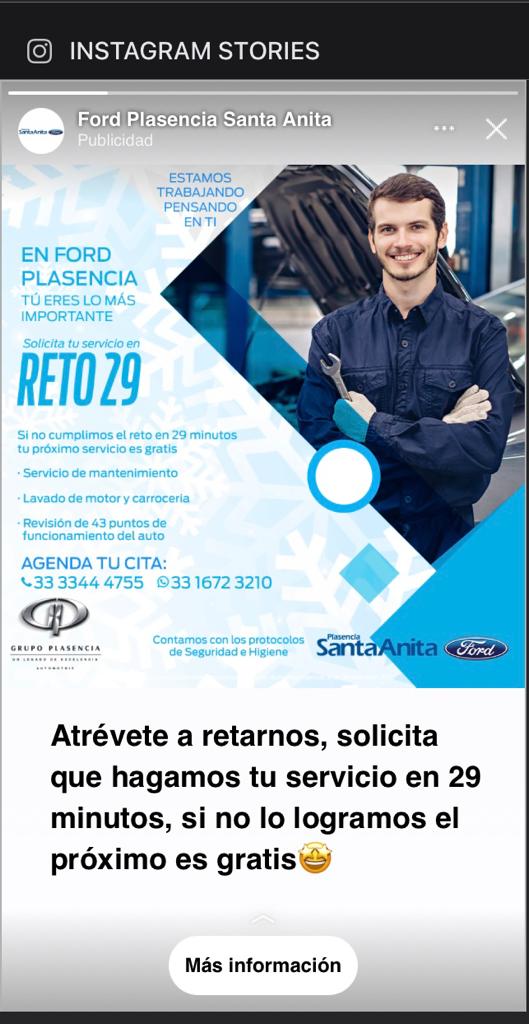 INSTAGRAM STORIES
Ford Plasencia Santa Anita
Publicidad
SantaAnita Ford
ESTAMOS
TRABAJANDO
PENSANDO
EN TI
EN FORD
PLASENCIA
TÚ ERES LO MÁS
IMPORTANTE
Solicita tu servicio en
RETO 29
Si no cumplimos el reto en 29 minutos
tu próximo servicio es gratis
· Servicio de mantenimiento
· Lavado de motor y carrocería
· Revisión de 43 puntos de
funcionamiento del auto
AGENDA TU CITA:
33 3344 4755 33 1672 3210
GRUPO PLASENCIA
UN LEGADO DE EXCELENCIA
AUTOMOTRIZ
Contamos con los protocolos
de Seguridad e Higiene
Plasencia
SantaAnita Ford
Atrévete a retarnos, solicita
que hagamos tu servicio en 29
minutos, si no lo logramos el
próximo es gratis🤩
Más información